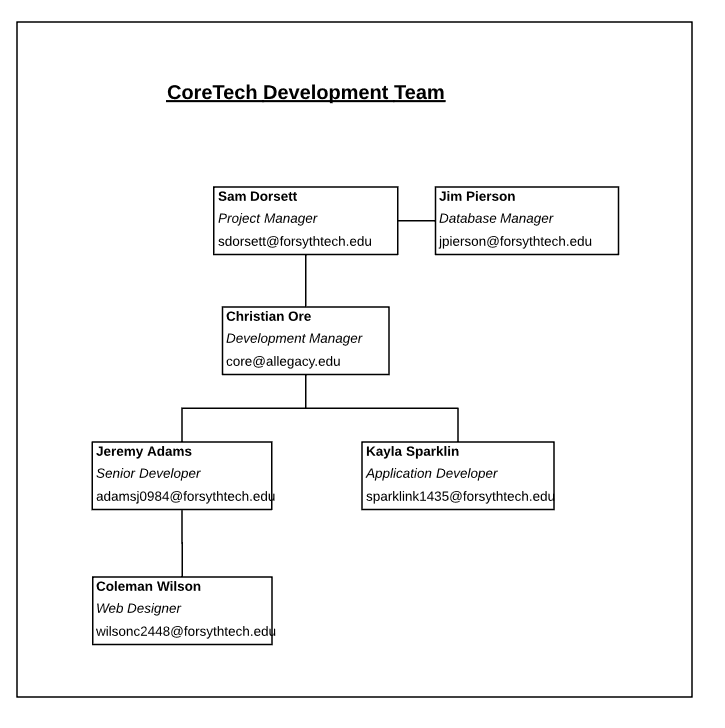 CoreTech Development Team
Sam Dorsett
Project Manager
sdorsett@forsythtech.edu
Jim Pierson
Database Manager
jpierson@forsythtech.edu
Christian Ore
Development Manager
core@allegacy.edu
Jeremy Adams
Senior Developer
adamsj0984@forsythtech.edu
Kayla Sparklin
Application Developer
sparklink1435@forsythtech.edu
Coleman Wilson
Web Designer
wilsonc2448@forsythtech.edu